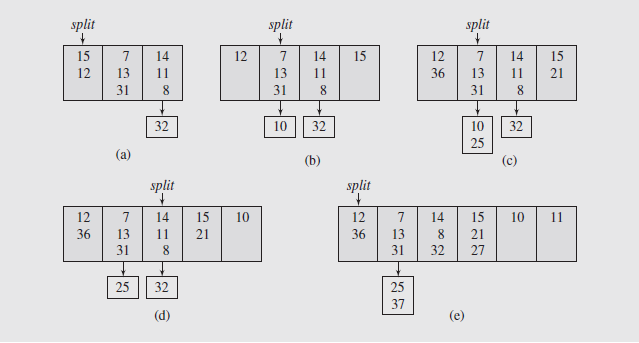 split split split
15 7 14 12 7 14 15 12 7 14 15
12 13 11 13 11 36 13 11 21
31 8 31 8 31 8
32 10 32 10 32
25
(a) (b) (c)
split split
12 7 14 15 10 12 7 14 15 10 11
36 13 11 21 36 13 8 21
31 8 31 32 27
25 32 25
37
(d) (e)